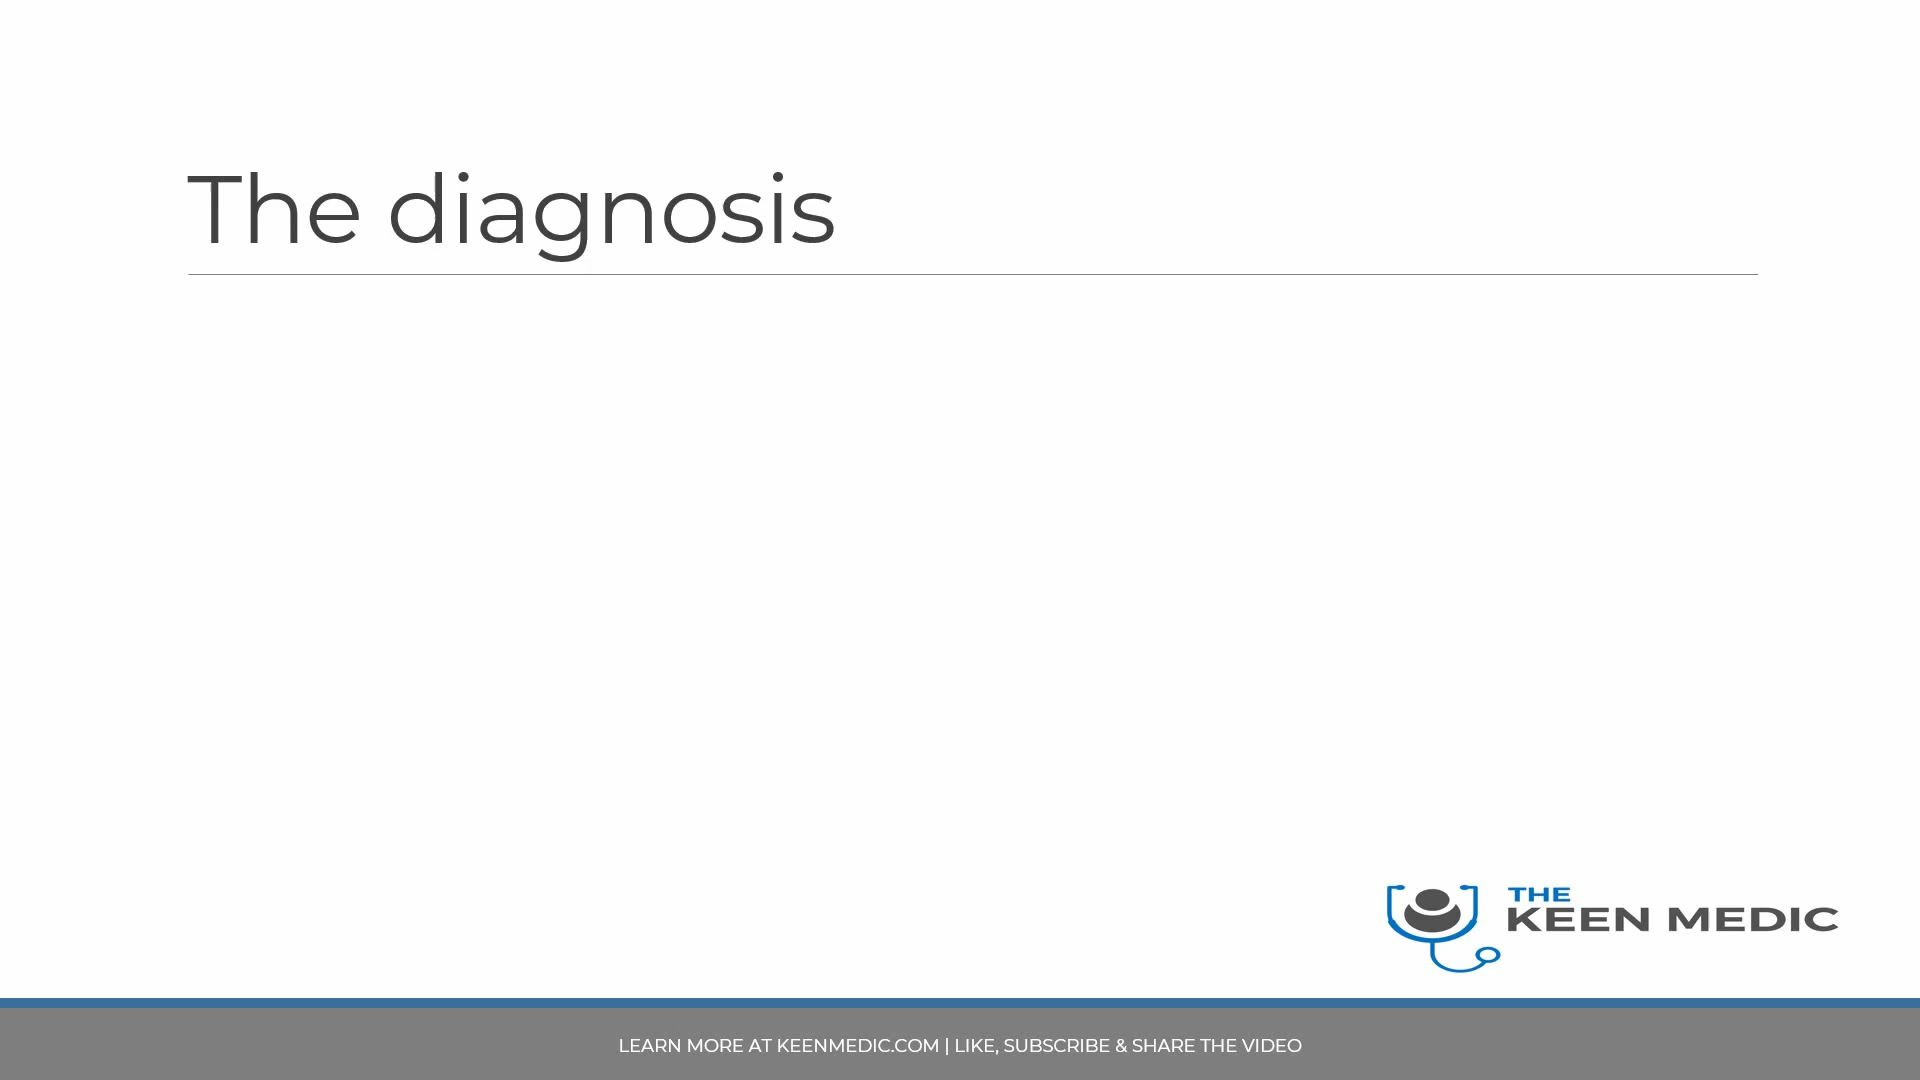 The diagnosis
THE
KEEN MEDIC
LEARN MORE AT KEENMEDIC.COM | LIKE, SUBSCRIBE & SHARE THE VIDEO